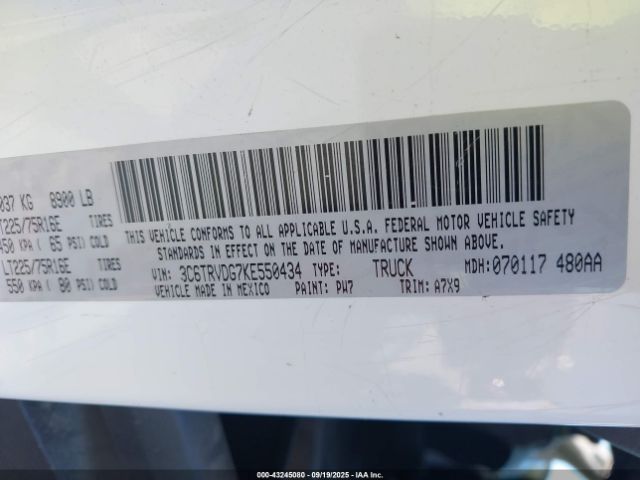 037 KG 8900 LB
T225/75R16E TIRES
450 KPA ( 65 PSI) COLD
LT225/75R16E TIRES
550 KPA ( 80 PSI) COLD
THIS VEHICLE CONFORMS TO ALL APPLICABLE U.S.A. FEDERAL MOTOR VEHICLE SAFETY
STANDARDS IN EFFECT ON THE DATE OF MANUFACTURE SHOWN ABOVE.
VIN: 3C6TRVDG7KE550434 TYPE: TRUCK MDH:070117 480AA
VEHICLE MADE IN MEXICO PAINT: PW7 TRIM: A7X9
000-43245080 - 09/19/2025 - IAA Inc.